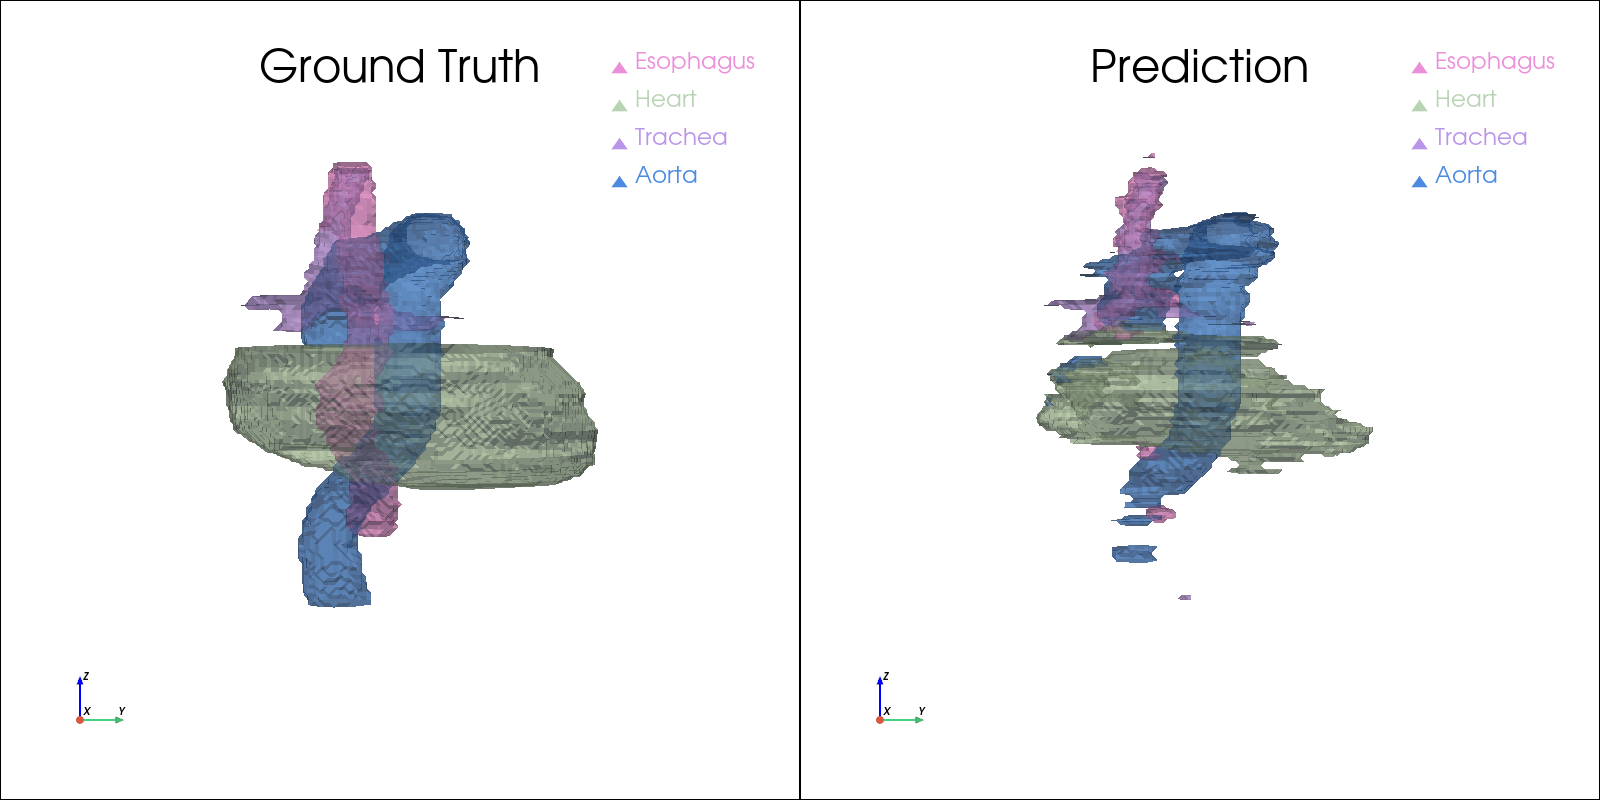 Ground Truth
Esophagus
Heart
Trachea
Aorta
Z
X Y
Prediction
Esophagus
Heart
Trachea
Aorta
Z
X Y